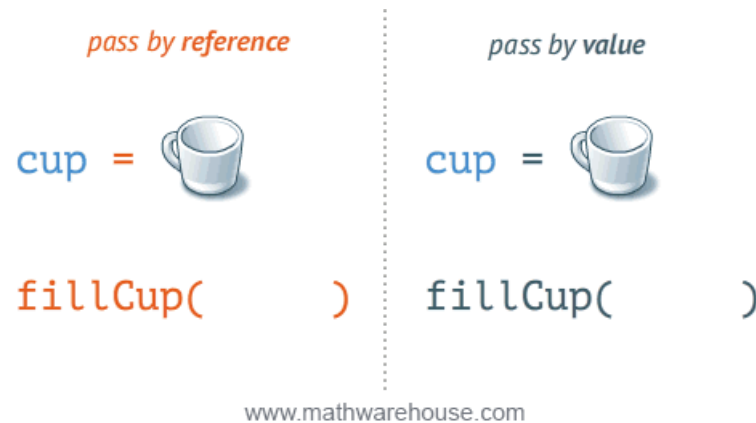 pass by reference
cup =
fillCup( )
pass by value
cup =
fillCup( )
www.mathwarehouse.com